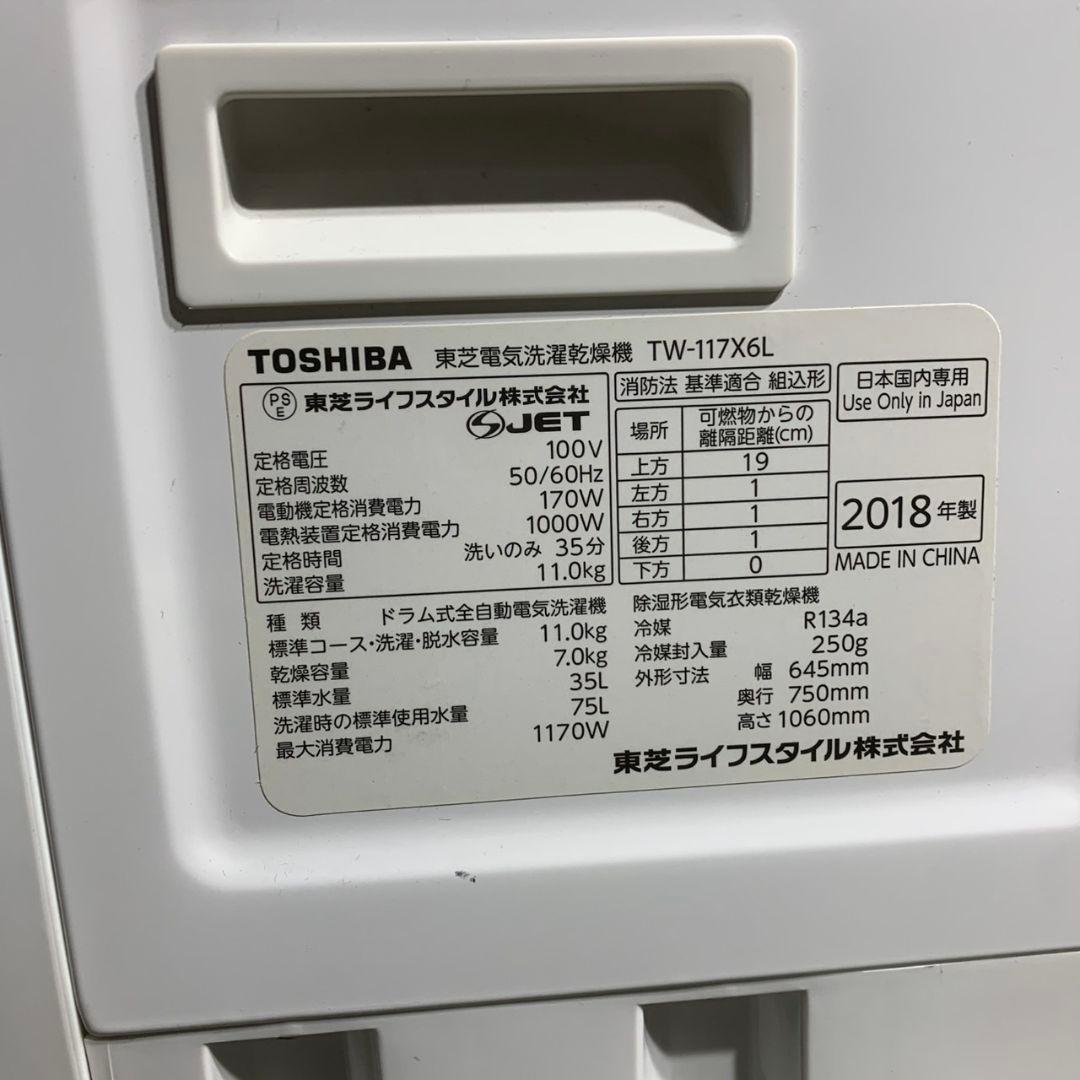 TOSHIBA 東芝電気洗濯乾燥機 TW-117X6L
PSE 東芝ライフスタイル株式会社
S JET
定格電圧 100V
定格周波数 50/60Hz
電動機定格消費電力 170W
電熱装置定格消費電力 1000W
定格時間 洗いのみ 35分
洗濯容量 11.0kg
消防法 基準適合 組込形
場所 可燃物からの離隔距離(cm)
上方 19
左方 1
右方 1
後方 1
下方 0
日本国内専用
Use Only in Japan
2018年製
MADE IN CHINA
種類 ドラム式全自動電気洗濯機
標準コース・洗濯・脱水容量 11.0kg
乾燥容量 7.0kg
標準水量 35L
洗濯時の標準使用水量 75L
最大消費電力 1170W
除湿形電気衣類乾燥機
冷媒 R134a
冷媒封入量 250g
外形寸法 幅 645mm
奥行 750mm
高さ 1060mm
東芝ライフスタイル株式会社